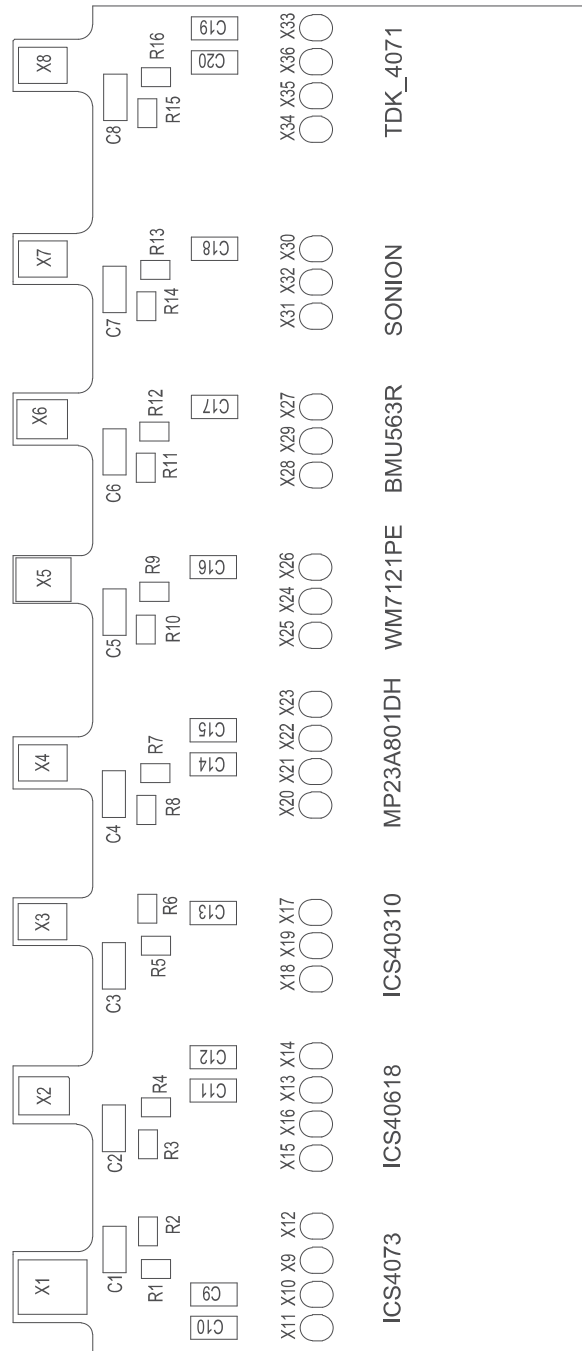 X8
C8
R16
R15
C19
C20
X33
X36
X35
X34
TDK_4071
X7
C7
R13
R14
C18
X30
X32
X31
SONION
X6
C6
R12
R11
C17
X27
X29
X28
BMU563R
X5
C5
R9
R10
C16
X26
X24
X25
WM7121PE
X4
C4
R7
R8
C15
C14
X23
X22
X21
X20
MP23A801DH
X3
C3
R6
R5
C13
X17
X19
X18
ICS40310
X2
C2
R4
R3
C12
C11
X14
X13
X16
X15
ICS40618
X1
C1
R2
R1
C9
C10
X12
X9
X10
X11
ICS4073